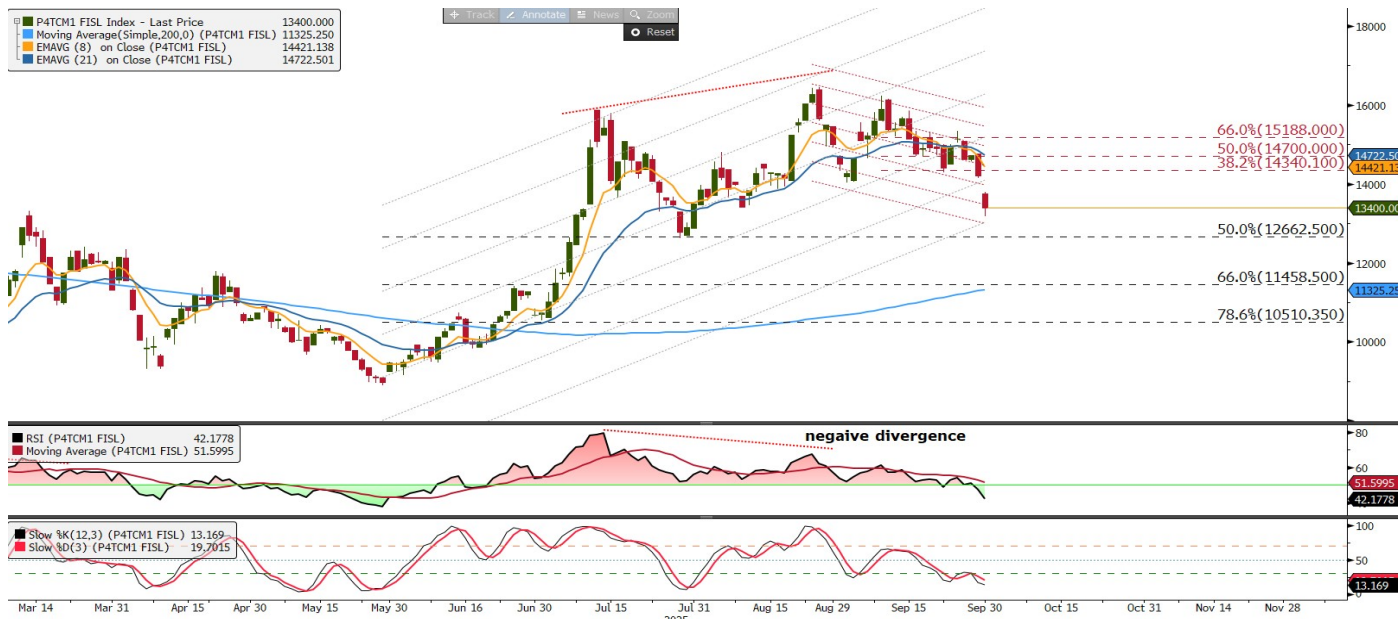 Track Annotate News Zoom
Reset
P4TCM1 FISL Index - Last Price 13400.000
Moving Average(Simple,200,0) (P4TCM1 FISL) 11325.250
EMAVG (8) on Close (P4TCM1 FISL) 14421.138
EMAVG (21) on Close (P4TCM1 FISL) 14722.501
18000
16000
66.0%(15188.000)
50.0%(14700.000)
14722.50
38.2%(14340.100)
14421.13
14000
13400.00
50.0%(12662.500)
12000
66.0%(11458.500)
11325.25
78.6%(10510.350)
10000
RSI (P4TCM1 FISL) 42.1778
Moving Average (P4TCM1 FISL) 51.5995
negaive divergence
80
60
51.5995
42.1778
Slow %K(12,3) (P4TCM1 FISL) 13.169
Slow %D(3) (P4TCM1 FISL) 19.7015
100
50
13.169
0
Mar 14 Mar 31 Apr 15 Apr 30 May 15 May 30 Jun 16 Jun 30 Jul 15 Jul 31 Aug 15 Aug 29 Sep 15 Sep 30 Oct 15 Oct 31 Nov 14 Nov 28